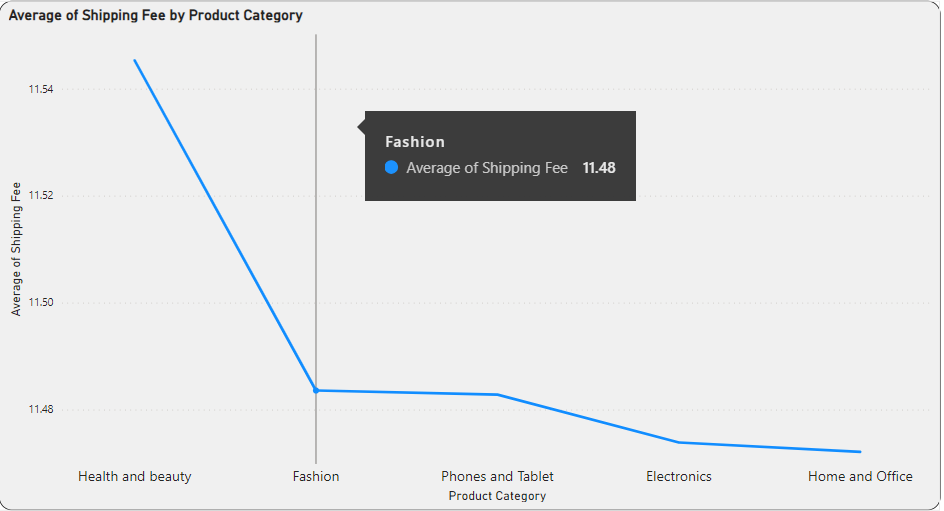 Average of Shipping Fee by Product Category
11.54
11.52
11.50
11.48
Average of Shipping Fee
Fashion
Average of Shipping Fee 11.48
Health and beauty Fashion Phones and Tablet Electronics Home and Office
Product Category